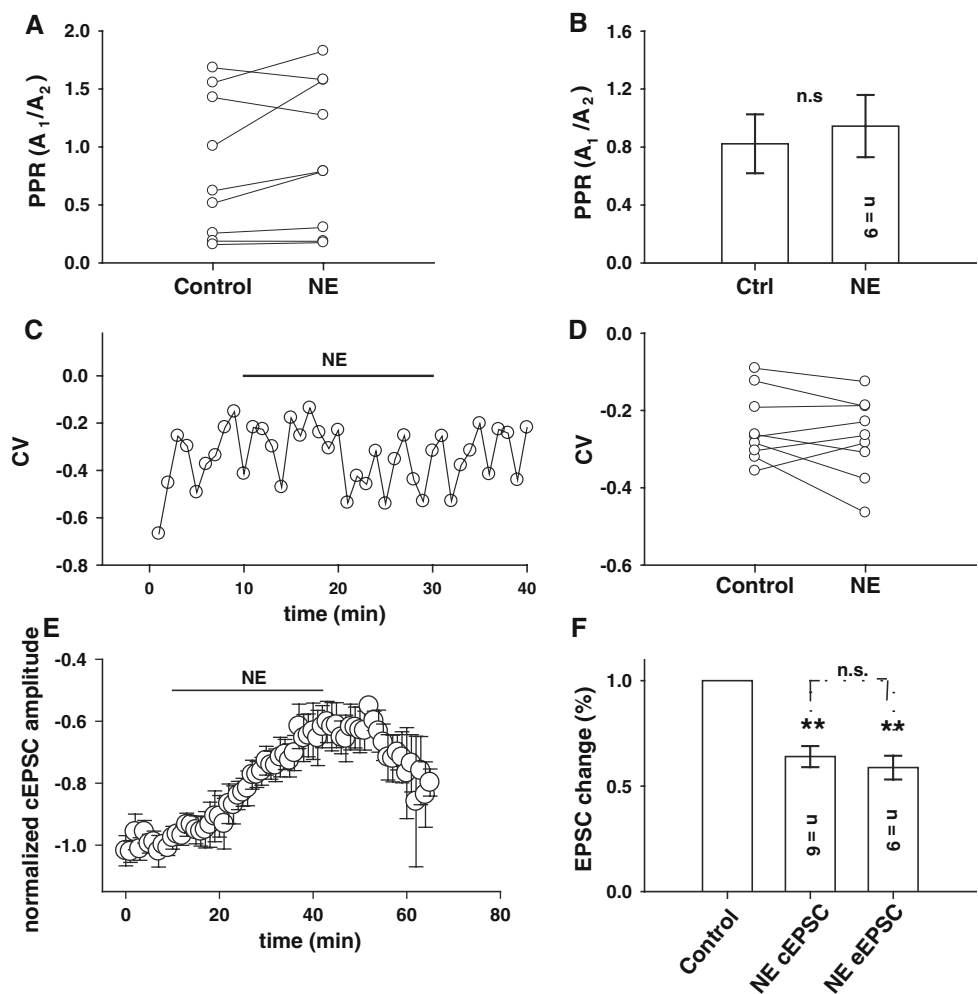 A
2.0
1.5
1.0
0.5
0.0
PPR (A1/A2)
Control
NE
B
1.6
1.2
0.8
0.4
0.0
PPR (A1/A2)
n.s
n = 9
Ctrl
NE
C
NE
0.0
-0.2
-0.4
-0.6
-0.8
CV
0
10
20
30
40
time (min)
D
-0.0
-0.2
-0.4
-0.6
CV
Control
NE
E
NE
-0.4
-0.6
-0.8
-1.0
normalized cEPSC amplitude
0
20
40
60
80
time (min)
F
n.s.
1.0
0.5
0.0
EPSC change (%)
**
**
n = 6
n = 9
Control
NE cEPSC
NE eEPSC